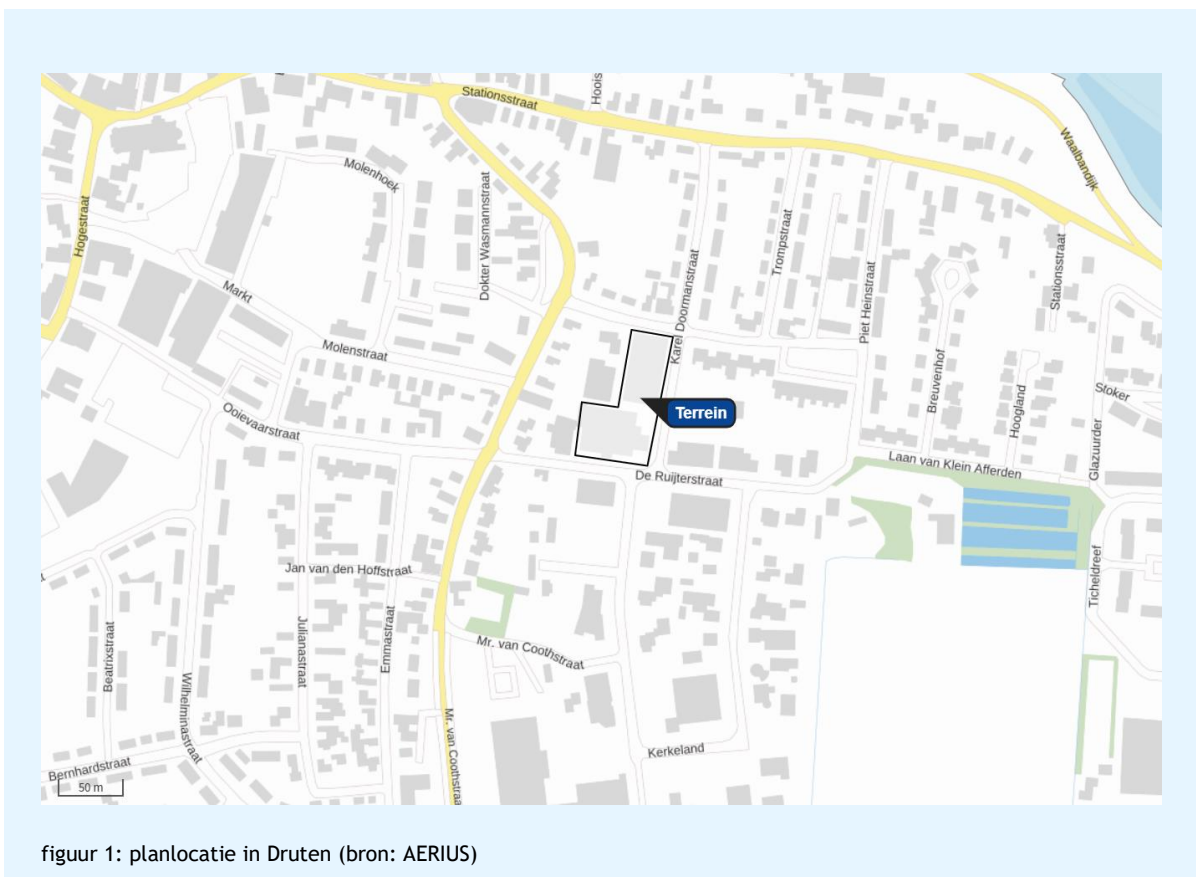 Stationsstraat
Hoois
Waalbandijk
Molenhoek
Dokter Wasmannstraat
Hogestraat
Trompstraat
Karel Doormanstraat
Piet Heinstraat
Stationsstraat
Markt
Molenstraat
Breuvenhof
Hoogland
Stoker
Terrein
Ooievaarstraat
Glazuurder
Laan van Klein Afferden
De Ruijterstraat
Jan van den Hoffstraat
Ticheldreef
Beatrixstraat
Julianastraat
Emmastraat
Mr. van Coothstraat
Wilhelminastraat
Mr. van Coothstraa
Kerkeland
Bernhardstraat
50 m
figuur 1: planlocatie in Druten (bron: AERIUS)